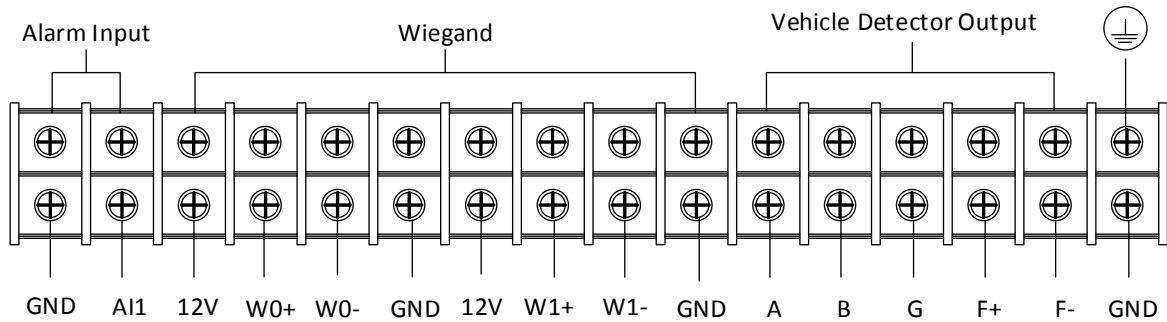 Alarm Input Wiegand Vehicle Detector Output
GND AI1 12V W0+ W0- GND 12V W1+ W1- GND A B G F+ F- GND